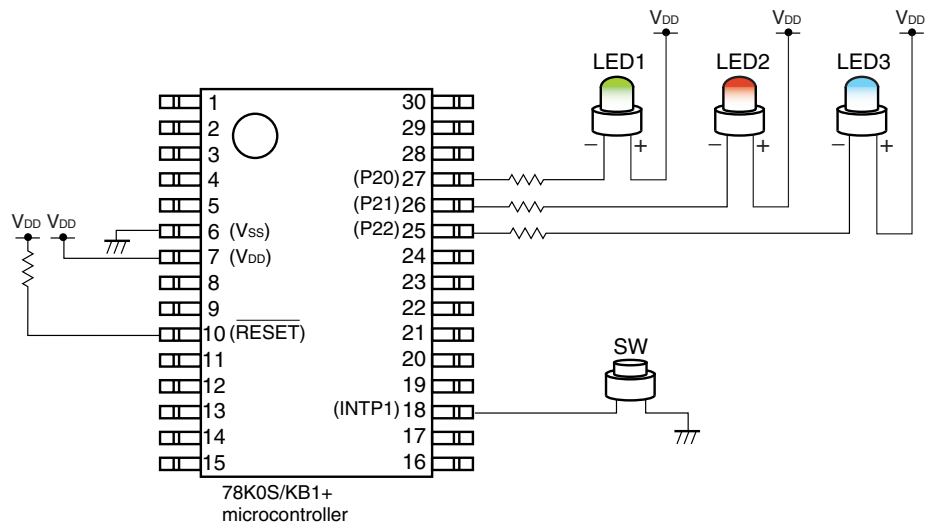 VDD VDD VDD
LED1 LED2 LED3
− + − + − +
1 30
2 29
3 28
4 (P20) 27
5 (P21) 26
VDD VDD 6 (VSS) (P22) 25
7 (VDD) 24
8 23
9 22
10 (RESET) 21
11 20
12 19
SW
13 (INTP1) 18
14 17
15 16
78K0S/KB1+
microcontroller